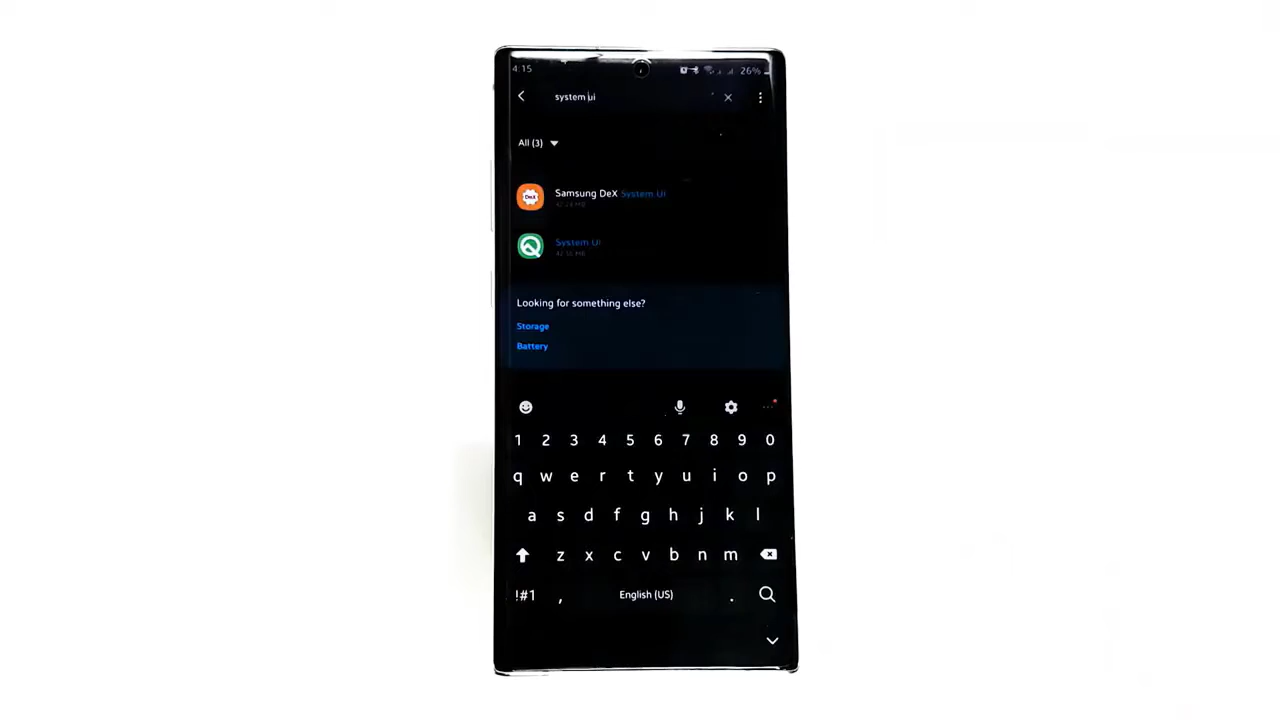 4:15 26%
system ui
All (3)
Samsung DeX System UI
System UI
Looking for something else?
Storage
Battery
1 2 3 4 5 6 7 8 9 0
q w e r t y u i o p
a s d f g h j k l
z x c v b n m
!#1 , English (US) .